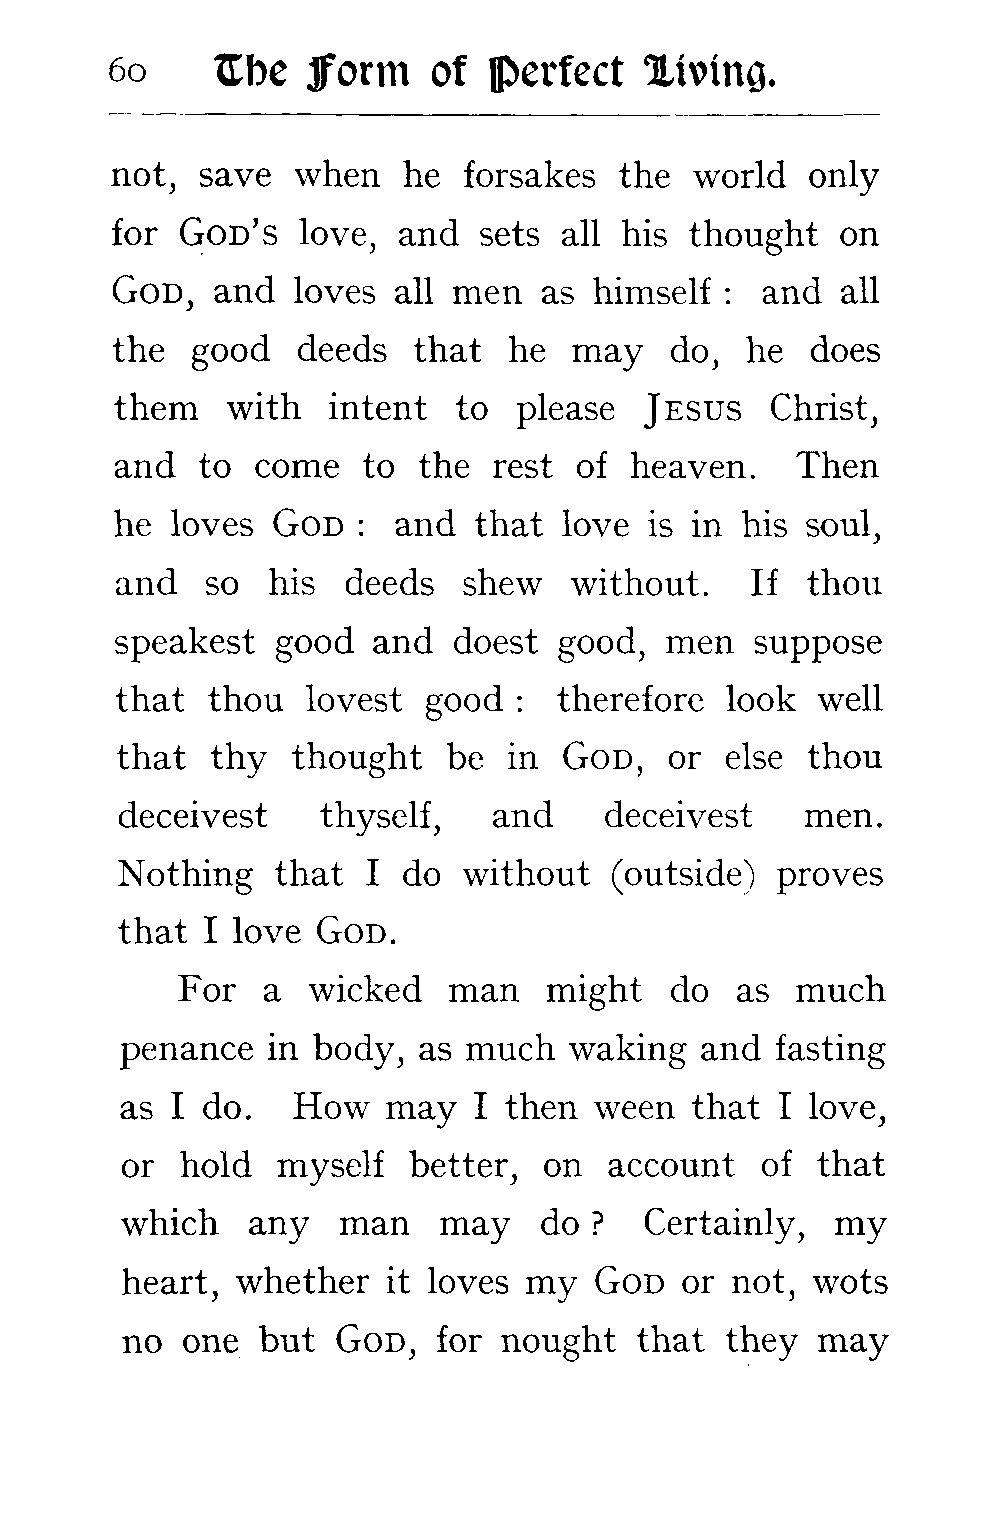 60 The Form of Perfect Living.
not, save when he forsakes the world only
for GOD'S love, and sets all his thought on
GOD, and loves all men as himself : and all
the good deeds that he may do, he does
them with intent to please JESUS Christ,
and to come to the rest of heaven. Then
he loves GOD : and that love is in his soul,
and so his deeds shew without. If thou
speakest good and doest good, men suppose
that thou lovest good : therefore look well
that thy thought be in GOD, or else thou
deceivest thyself, and deceivest men.
Nothing that I do without (outside) proves
that I love GOD.
For a wicked man might do as much
penance in body, as much waking and fasting
as I do. How may I then ween that I love,
or hold myself better, on account of that
which any man may do ? Certainly, my
heart, whether it loves my GOD or not, wots
no one but GOD, for nought that they may